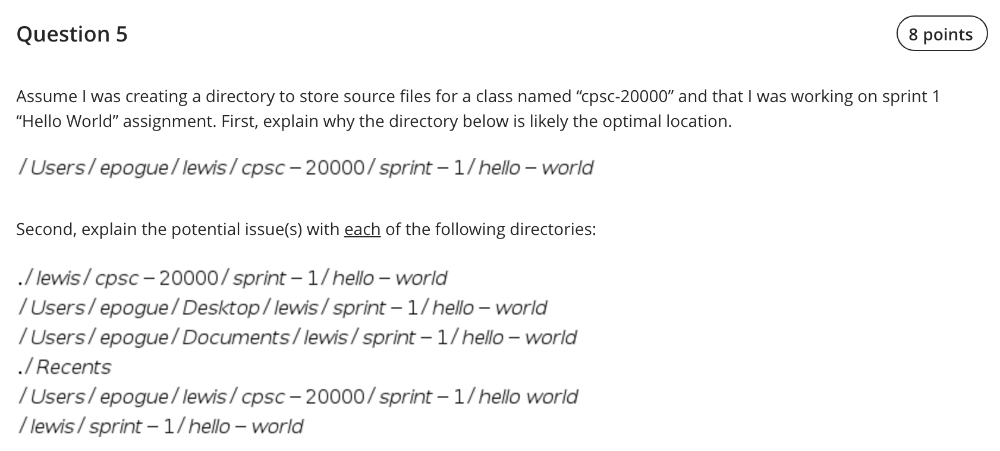 Question 5
8 points
Assume I was creating a directory to store source files for a class named “cpsc-20000” and that I was working on sprint 1
“Hello World” assignment. First, explain why the directory below is likely the optimal location.
/Users/epogue/lewis/cpsc − 20000/sprint − 1/hello − world
Second, explain the potential issue(s) with each of the following directories:
./lewis/cpsc − 20000/sprint − 1/hello − world
/Users/epogue/Desktop/lewis/sprint − 1/hello − world
/Users/epogue/Documents/lewis/sprint − 1/hello − world
./Recents
/Users/epogue/lewis/cpsc − 20000/sprint − 1/hello world
/lewis/sprint − 1/hello − world